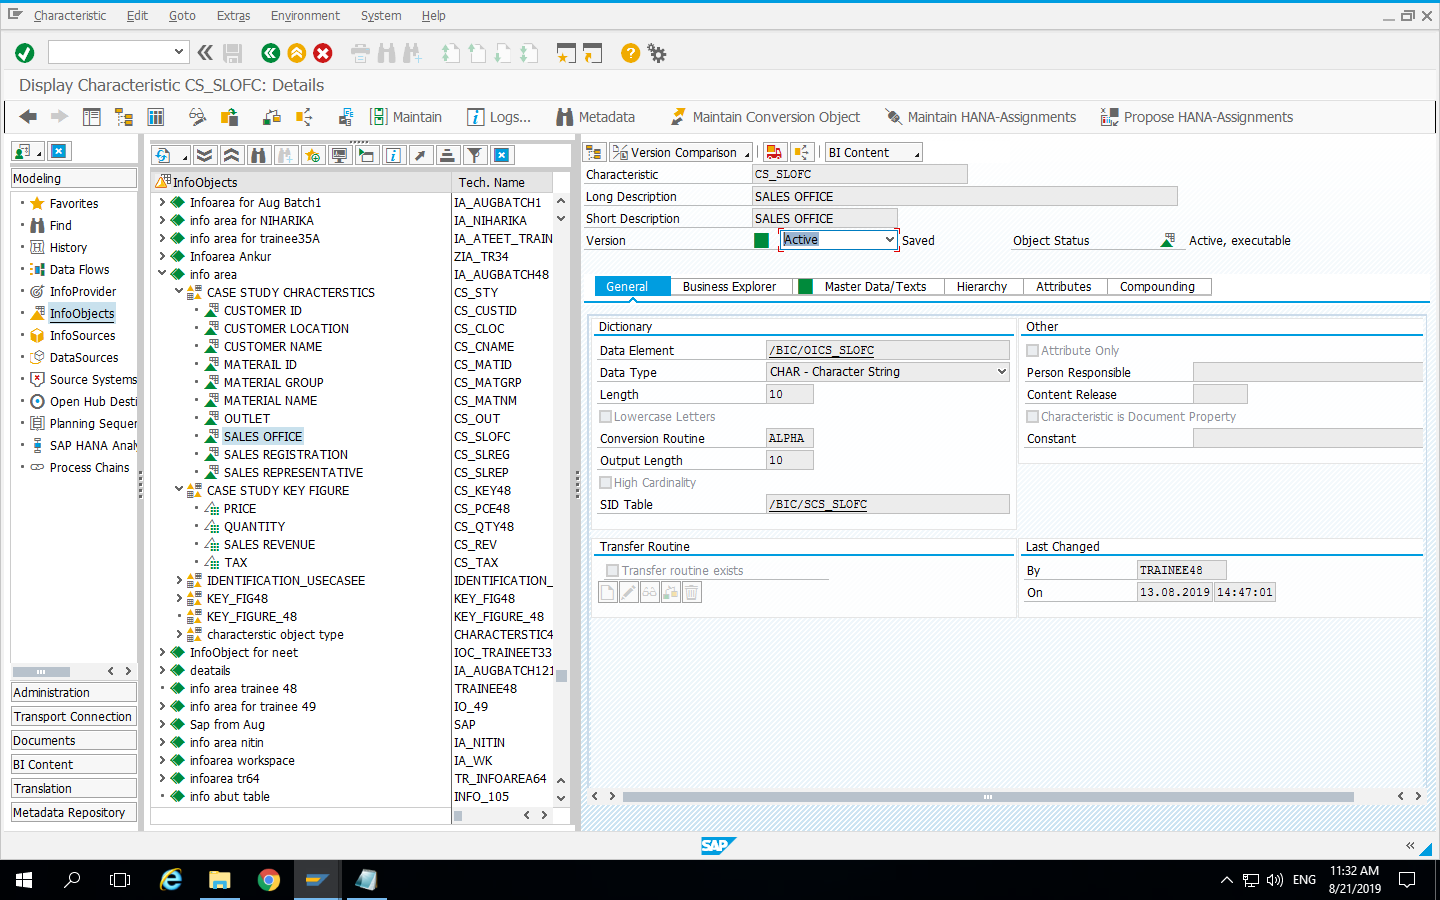 Characteristic Edit Goto Extras Environment System Help
Display Characteristic CS_SLOFC: Details
Maintain Logs... Metadata Maintain Conversion Object Maintain HANA-Assignments Propose HANA-Assignments
Modeling
Favorites
Find
History
Data Flows
InfoProvider
InfoObjects
InfoSources
DataSources
Source Systems
Open Hub Desti
Planning Sequer
SAP HANA Analy
Process Chains
Administration
Transport Connection
Documents
BI Content
Translation
Metadata Repository
InfoObjects Tech. Name
Infoarea for Aug Batch1 IA_AUGBATCH1
info area for NIHARIKA IA_NIHARIKA
info area for trainee35A IA_ATEET_TRAIN
Infoarea Ankur ZIA_TR34
info area IA_AUGBATCH48
CASE STUDY CHRACTERSTICS CS_STY
CUSTOMER ID CS_CUSTID
CUSTOMER LOCATION CS_CLOC
CUSTOMER NAME CS_CNAME
MATERAIL ID CS_MATID
MATERIAL GROUP CS_MATGRP
MATERIAL NAME CS_MATNM
OUTLET CS_OUT
SALES OFFICE CS_SLOFC
SALES REGISTRATION CS_SLREG
SALES REPRESENTATIVE CS_SLREP
CASE STUDY KEY FIGURE CS_KEY48
PRICE CS_PCE48
QUANTITY CS_QTY48
SALES REVENUE CS_REV
TAX CS_TAX
IDENTIFICATION_USECASEE IDENTIFICATION_
KEY_FIG48 KEY_FIG48
KEY_FIGURE_48 KEY_FIGURE_48
characterstic object type CHARACTERSTIC4
InfoObject for neet IOC_TRAINEET33
deatails IA_AUGBATCH121
info area trainee 48 TRAINEE48
info area for trainee 49 IO_49
Sap from Aug SAP
info area nitin IA_NITIN
infoarea workspace IA_WK
infoarea tr64 TR_INFOAREA64
info abut table INFO_105
Version Comparison BI Content
Characteristic CS_SLOFC
Long Description SALES OFFICE
Short Description SALES OFFICE
Version Active Saved Object Status Active, executable
General Business Explorer Master Data/Texts Hierarchy Attributes Compounding
Dictionary
Data Element /BIC/OICS_SLOFC
Data Type CHAR - Character String
Length 10
Lowercase Letters
Conversion Routine ALPHA
Output Length 10
High Cardinality
SID Table /BIC/SCS_SLOFC
Other
Attribute Only
Person Responsible
Content Release
Characteristic is Document Property
Constant
Transfer Routine
Transfer routine exists
Last Changed
By TRAINEE48
On 13.08.2019 14:47:01
SAP
ENG
11:32 AM
8/21/2019